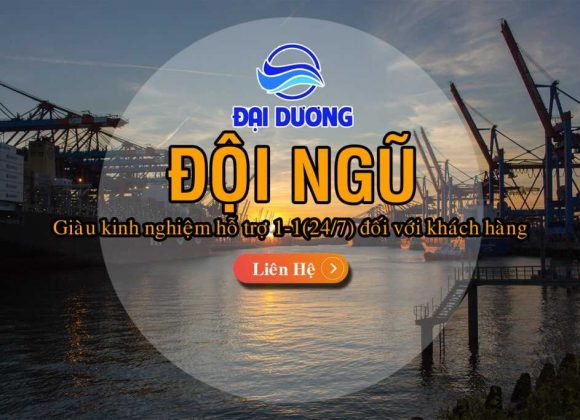 ĐẠI DƯƠNG
ĐỘI NGŨ
Giàu kinh nghiệm hỗ trợ 1-1(24/7) đối với khách hàng
Liên Hệ